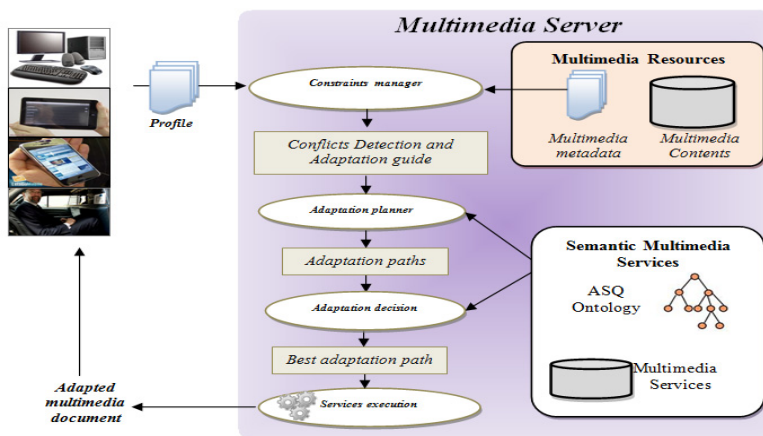 Multimedia Server
Multimedia Resources
Constraints manager
Profile
Multimedia
metadata
Multimedia
Contents
Conflicts Detection and
Adaptation guide
Adaptation planner
Semantic Multimedia
Services
Adaptation paths
ASQ
Ontology
Adaptation decision
Best adaptation path
Multimedia
Services
Adapted
multimedia
document
Services execution